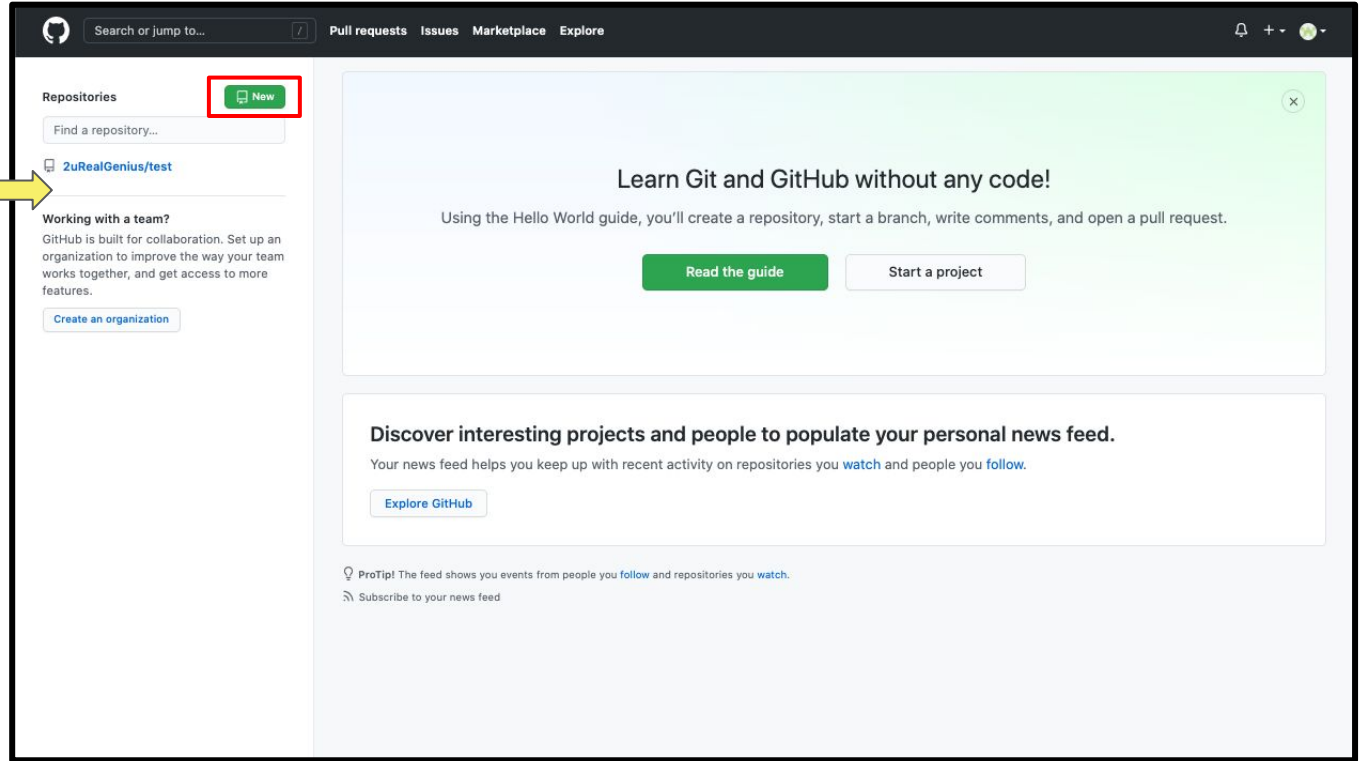 Search or jump to... /
Pull requests Issues Marketplace Explore
Repositories
New
Find a repository...
2uRealGenius/test
Working with a team?
GitHub is built for collaboration. Set up an
organization to improve the way your team
works together, and get access to more
features.
Create an organization
Learn Git and GitHub without any code!
Using the Hello World guide, you’ll create a repository, start a branch, write comments, and open a pull request.
Read the guide
Start a project
Discover interesting projects and people to populate your personal news feed.
Your news feed helps you keep up with recent activity on repositories you watch and people you follow.
Explore GitHub
ProTip! The feed shows you events from people you follow and repositories you watch.
Subscribe to your news feed